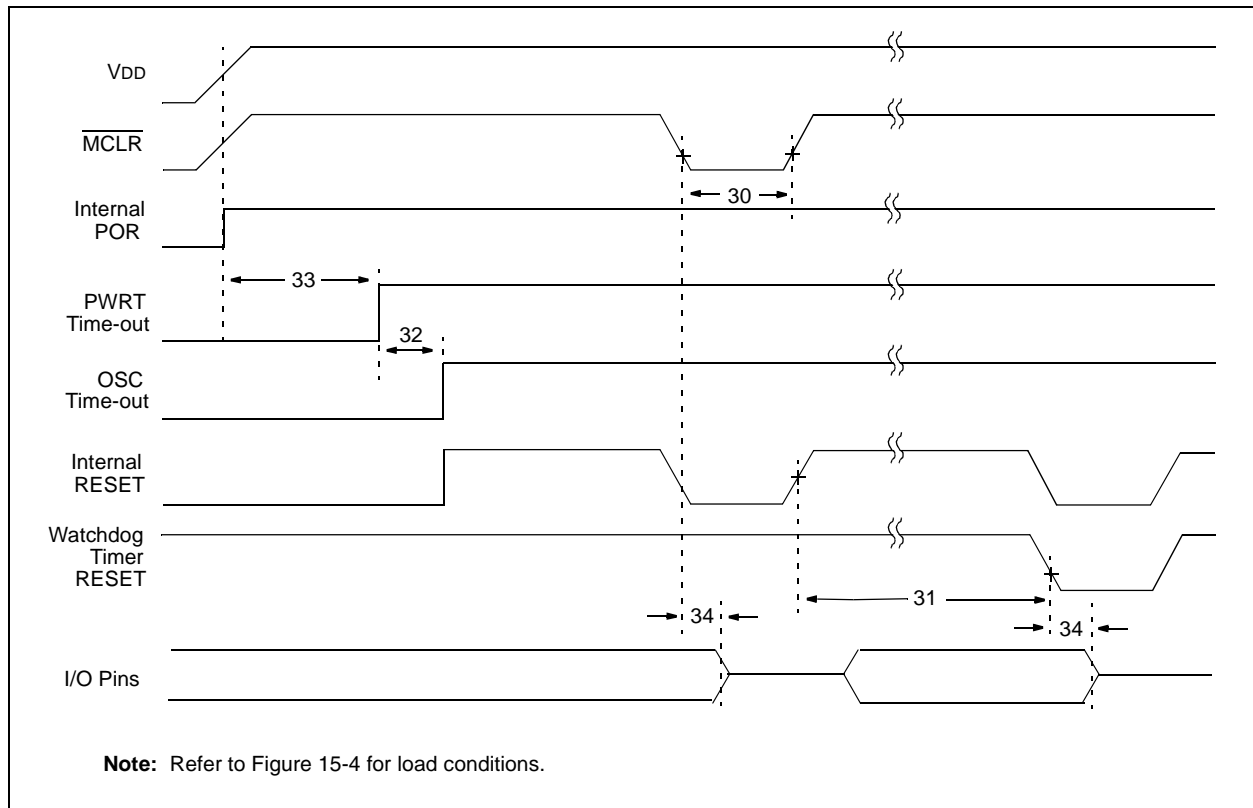 VDD
MCLR
30
Internal
POR
33
PWRT
Time-out
32
OSC
Time-out
Internal
RESET
Watchdog
Timer
RESET
31
34
34
I/O Pins
Note: Refer to Figure 15-4 for load conditions.